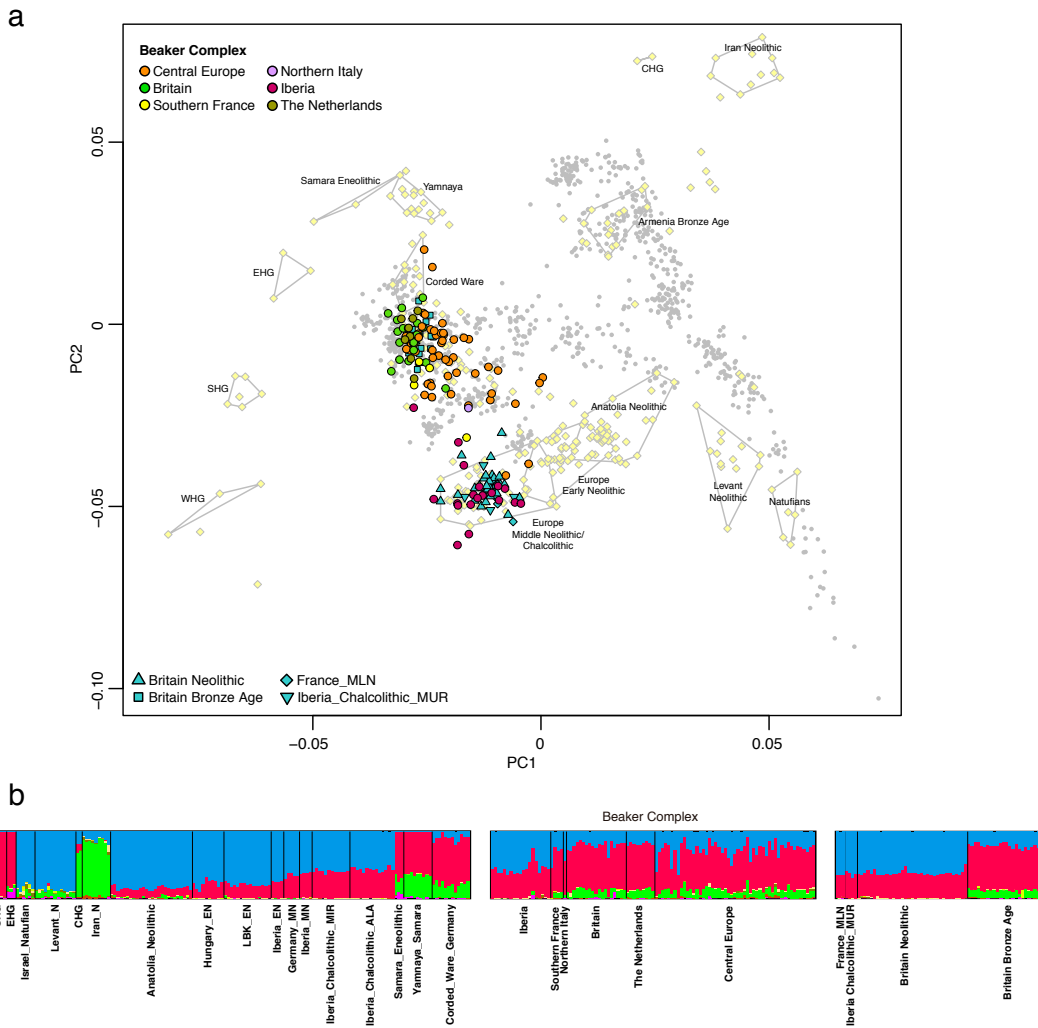 a
Beaker Complex
Central Europe
Northern Italy
Britain
Iberia
Southern France
The Netherlands
CHG
Iran Neolithic
Samara Eneolithic
Yamnaya
Armenia Bronze Age
EHG
Corded Ware
SHG
Anatolia Neolithic
WHG
Europe
Early Neolithic
Levant
Neolithic
Natufians
Europe
Middle Neolithic/
Chalcolithic
Britain Neolithic
France_MLN
Britain Bronze Age
Iberia_Chalcolithic_MUR
0.05
0
−0.05
−0.10
PC2
−0.05
0
0.05
PC1
b
Beaker Complex
EHG
Israel_Natufian
Levant_N
CHG
Iran_N
Anatolia_Neolithic
Hungary_EN
LBK_EN
Iberia_EN
Germany_MN
Iberia_MN
Iberia_Chalcolithic_MIR
Iberia_Chalcolithic_ALA
Samara_Eneolithic
Yamnaya_Samara
Corded_Ware_Germany
Iberia
Southern France
Northern Italy
Britain
The Netherlands
Central Europe
France_MLN
Iberia Chalcolithic_MUR
Britain Neolithic
Britain Bronze Age